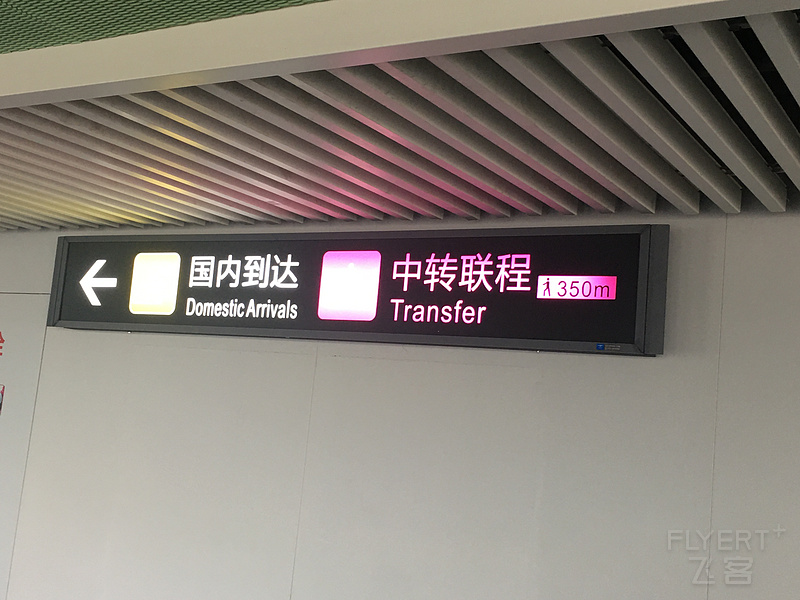 国内到达
Domestic Arrivals
中转联程
Transfer
350m
FLYERT+
飞客